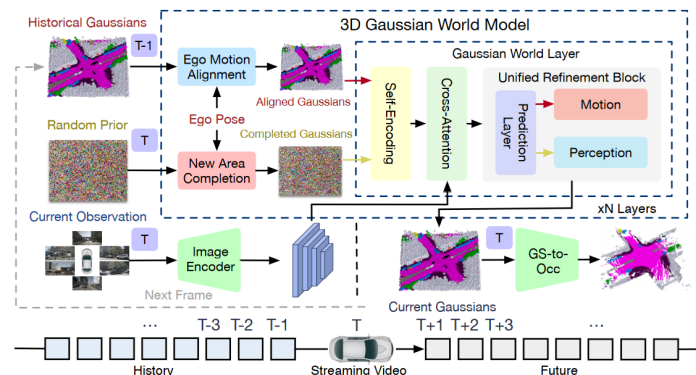 3D Gaussian World Model
Historical Gaussians
T-1
Ego Motion
Alignment
Aligned Gaussians
Gaussian World Layer
Unified Refinement Block
Self-Encoding
Cross-Attention
Prediction
Layer
Motion
Perception
Ego Pose
Random Prior
T
New Area
Completion
Completed Gaussians
xN Layers
Current Observation
T
Image
Encoder
Next Frame
T
GS-to-
Occ
Current Gaussians
... T-3 T-2 T-1 T T+1 T+2 T+3 ...
History Streaming Video Future